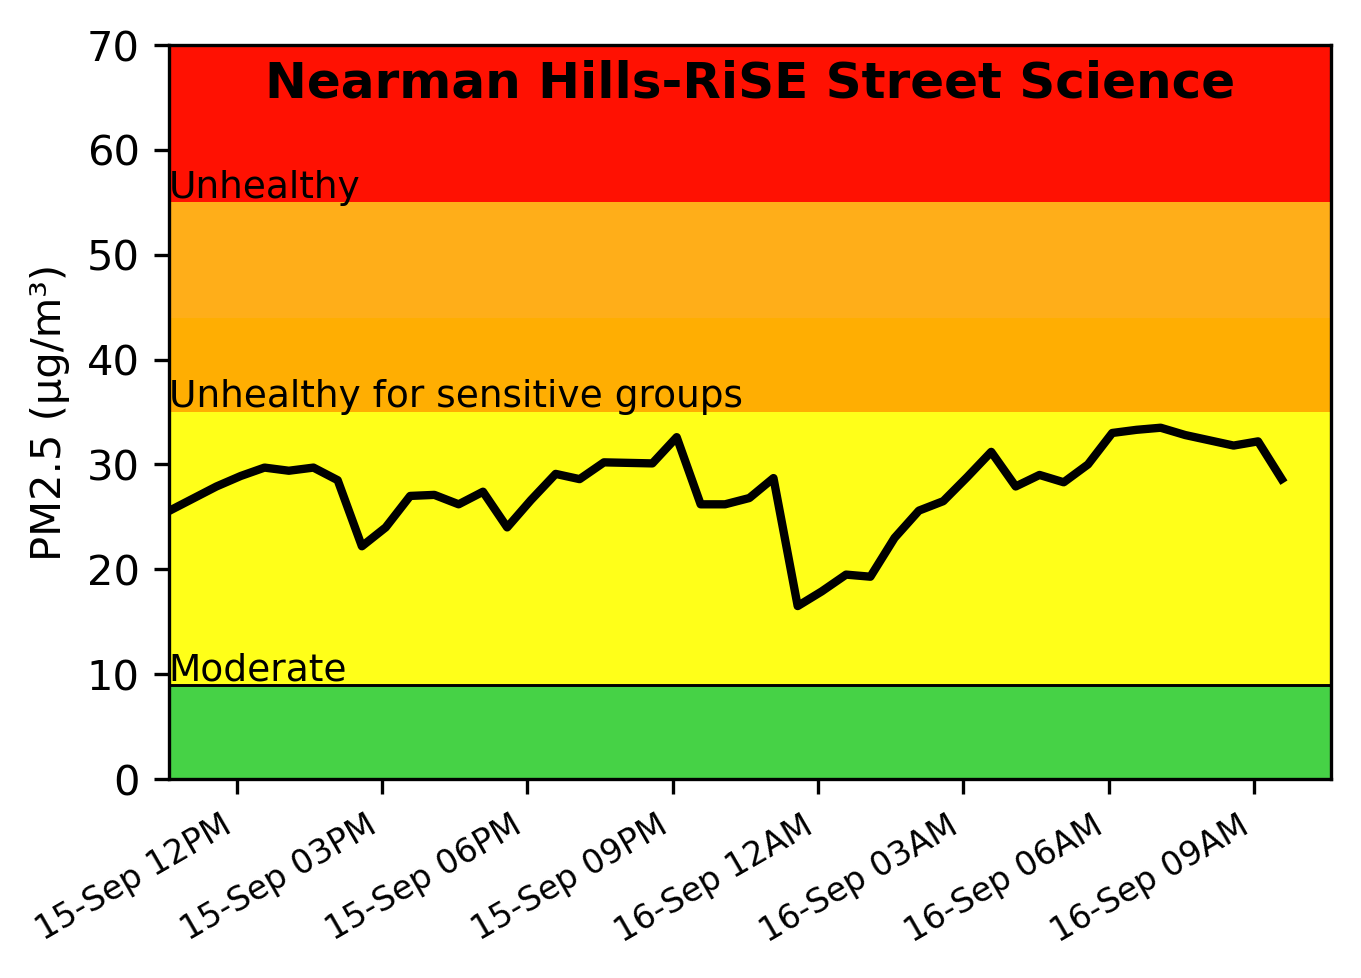 Nearman Hills-RiSE Street Science
70
60
50
40
30
20
10
0
PM2.5 (µg/m³)
Unhealthy
Unhealthy for sensitive groups
Moderate
15-Sep 12PM
15-Sep 03PM
15-Sep 06PM
15-Sep 09PM
16-Sep 12AM
16-Sep 03AM
16-Sep 06AM
16-Sep 09AM